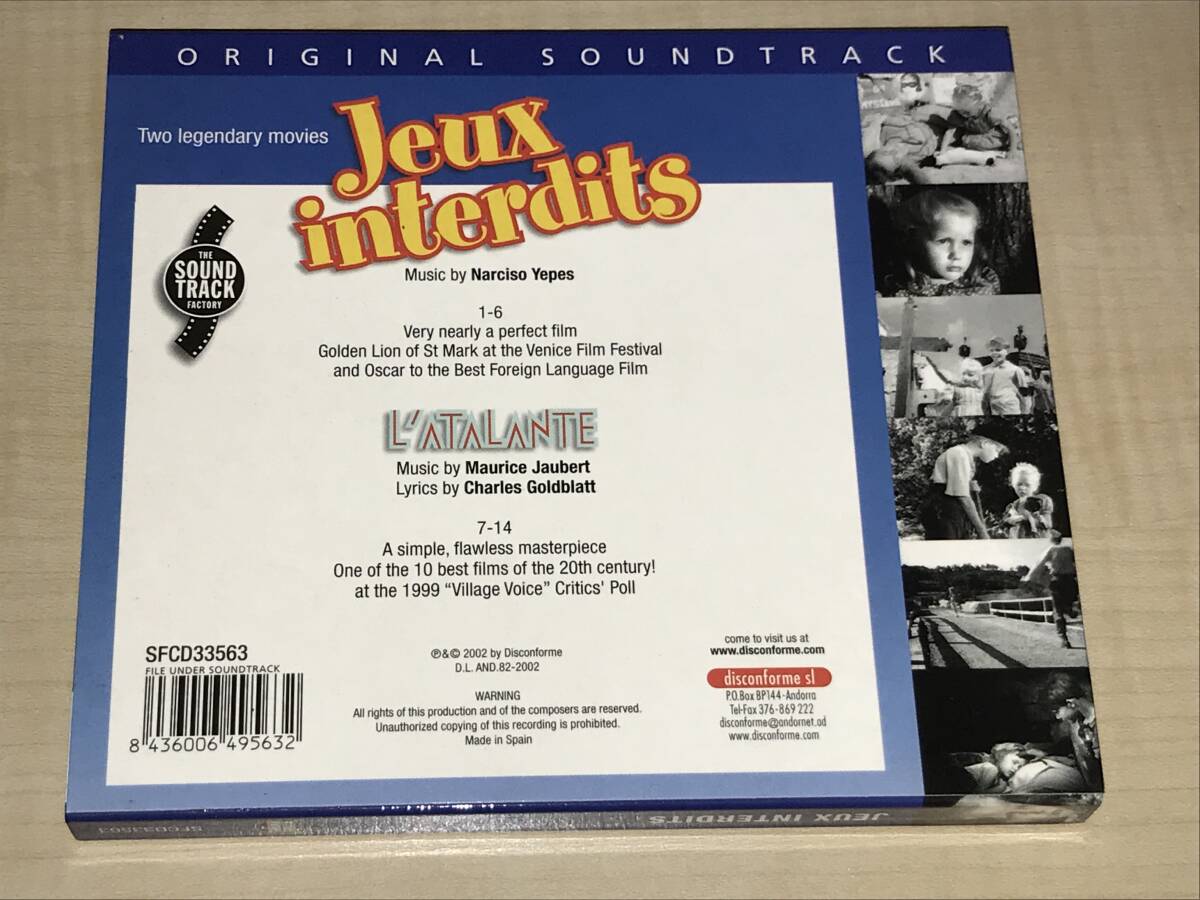 ORIGINAL SOUNDTRACK
Two legendary movies
Jeux
interdits
THE
SOUND
TRACK
FACTORY
Music by Narciso Yepes
1-6
Very nearly a perfect film
Golden Lion of St Mark at the Venice Film Festival
and Oscar to the Best Foreign Language Film
L'ATALANTE
Music by Maurice Jaubert
Lyrics by Charles Goldblatt
7-14
A simple, flawless masterpiece
One of the 10 best films of the 20th century!
at the 1999 "Village Voice" Critics' Poll
SFCD33563
FILE UNDER SOUNDTRACK
8 436006 495632
℗&© 2002 by Disconforme
D.L. AND.82-2002
WARNING
All rights of this production and of the composers are reserved.
Unauthorized copying of this recording is prohibited.
Made in Spain
come to visit us at
www.disconforme.com
disconforme sl
P.O.Box BP144-Andorra
Tel-Fax 376-869 222
disconforme@andornet.ad
www.disconforme.com
SFCD33563
JEUX INTERDITS